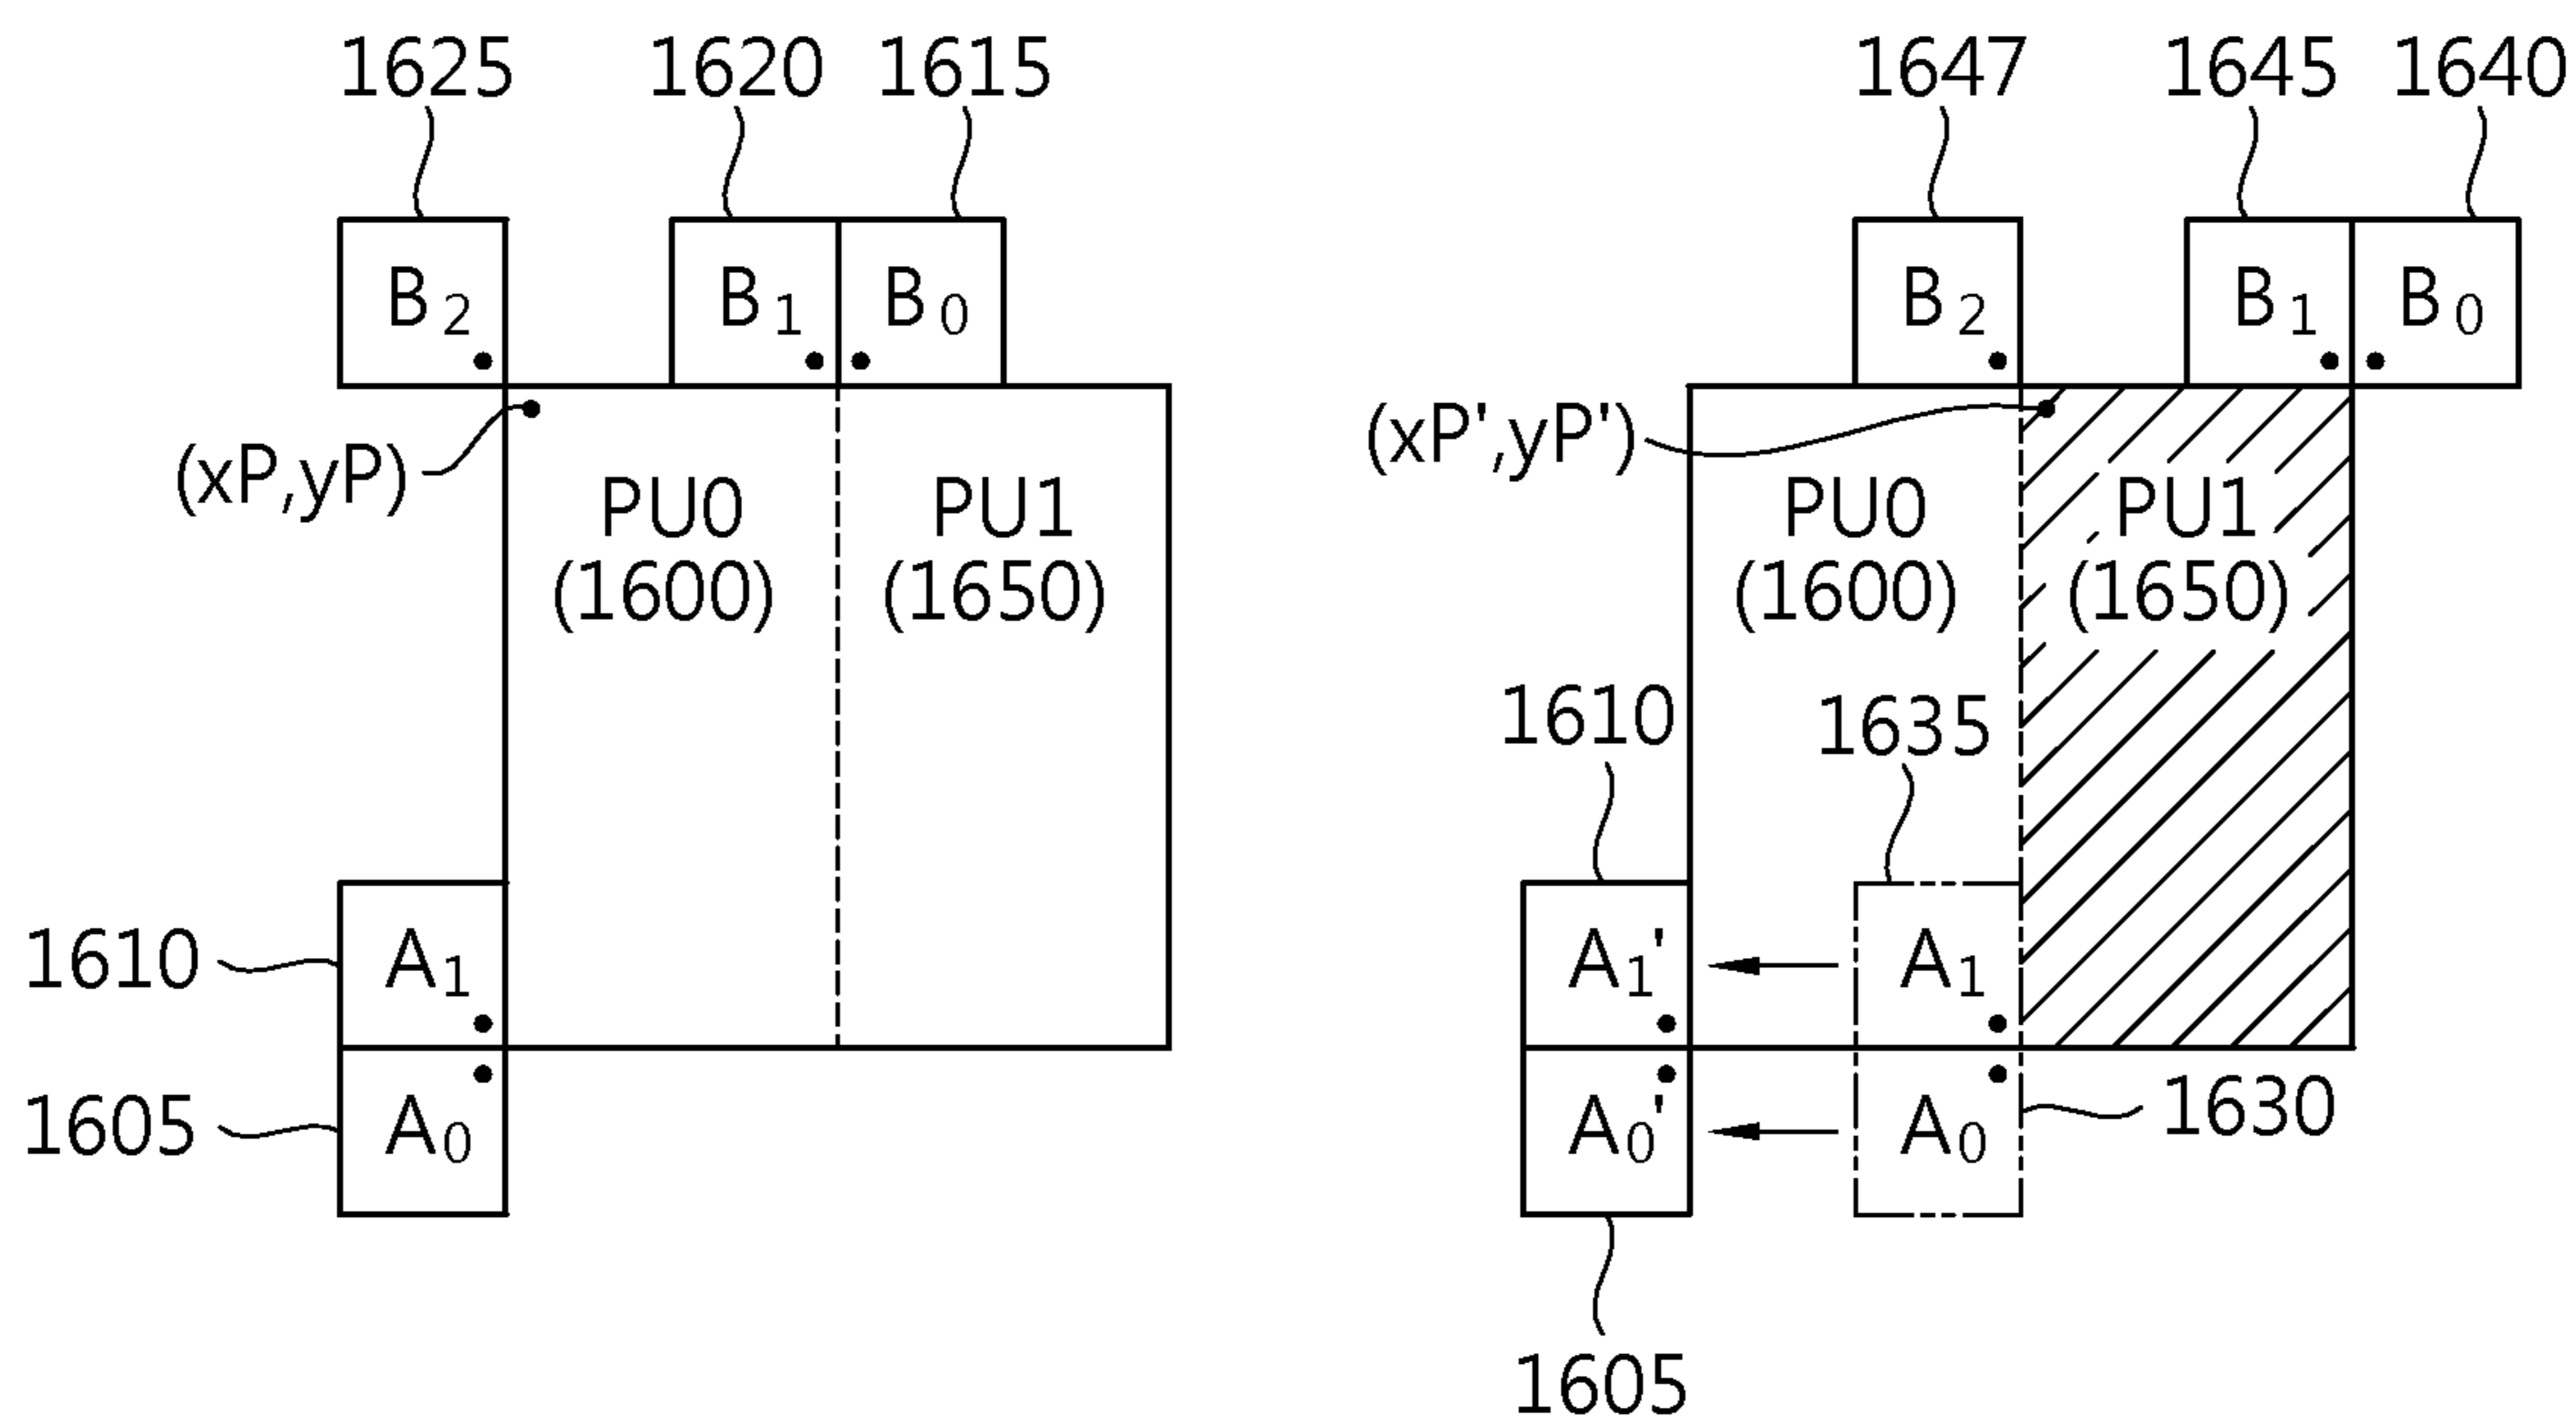 1625 1620 1615 1647 1645 1640
B2 B1 B0 B2 B1 B0
(xP,yP) (xP',yP')
PU0 PU1 PU0 PU1
(1600) (1650) (1600) (1650)
1610 1635
1610 A1 A1' A1
1605 A0 A0' A0 1630
1605